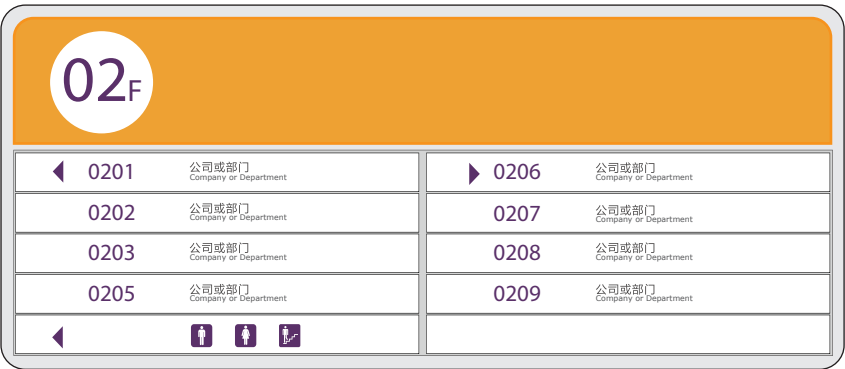 02F
0201 公司或部门
Company or Department
0202 公司或部门
Company or Department
0203 公司或部门
Company or Department
0205 公司或部门
Company or Department
0206 公司或部门
Company or Department
0207 公司或部门
Company or Department
0208 公司或部门
Company or Department
0209 公司或部门
Company or Department